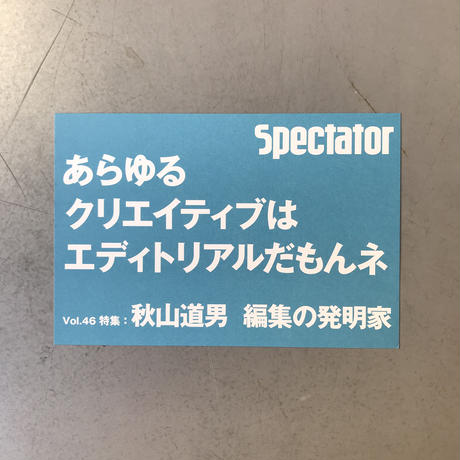 Spectator
あらゆる
クリエイティブは
エディトリアルだもんネ
Vol.46 特集：秋山道男 編集の発明家